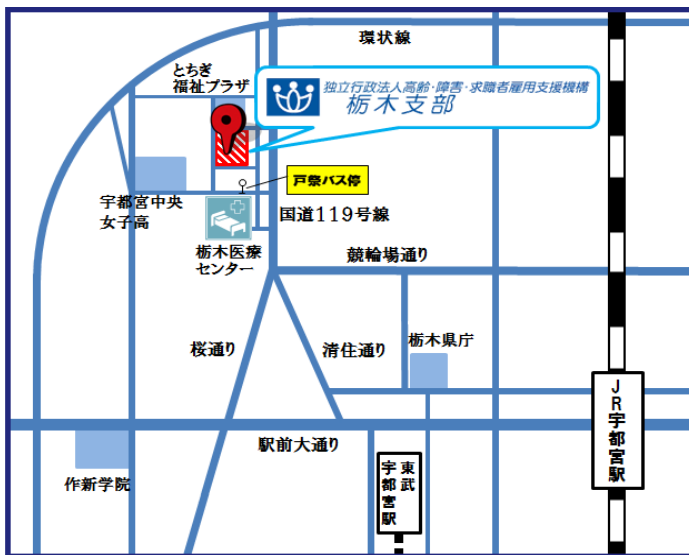 環状線
とちぎ
福祉プラザ
独立行政法人高齢・障害・求職者雇用支援機構
栃木支部
戸祭バス停
宇都宮中央
女子高
国道119号線
栃木医療
センター
競輪場通り
桜通り
清住通り
栃木県庁
JR宇都宮駅
駅前大通り
東武
宇都宮駅
作新学院